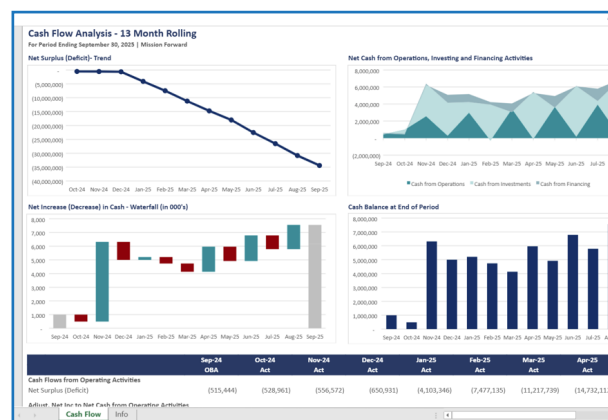 Cash Flow Analysis - 13 Month Rolling
For Period Ending September 30, 2025 | Mission Forward
Net Surplus (Deficit)- Trend
-
(5,000,000)
(10,000,000)
(15,000,000)
(20,000,000)
(25,000,000)
(30,000,000)
(35,000,000)
(40,000,000)
Oct-24 Nov-24 Dec-24 Jan-25 Feb-25 Mar-25 Apr-25 May-25 Jun-25 Jul-25 Aug-25 Sep-25
Net Cash from Operations, Investing and Financing Activities
8,000,000
6,000,000
4,000,000
2,000,000
-
(2,000,000)
Sep-24 Oct-24 Nov-24 Dec-24 Jan-25 Feb-25 Mar-25 Apr-25 May-25 Jun-25 Jul-25
Cash from Operations Cash from Investments Cash from Financing
Net Increase (Decrease) in Cash - Waterfall (in 000's)
8,000
7,000
6,000
5,000
4,000
3,000
2,000
1,000
-
Sep-24 Oct-24 Nov-24 Dec-24 Jan-25 Feb-25 Mar-25 Apr-25 May-25 Jun-25 Jul-25 Aug-25 Sep-25
Cash Balance at End of Period
8,000,000
7,000,000
6,000,000
5,000,000
4,000,000
3,000,000
2,000,000
1,000,000
-
Sep-24 Oct-24 Nov-24 Dec-24 Jan-25 Feb-25 Mar-25 Apr-25 May-25 Jun-25 Jul-25
Sep-24 Oct-24 Nov-24 Dec-24 Jan-25 Feb-25 Mar-25 Apr-25
OBA Act Act Act Act Act Act Act
Cash Flows from Operating Activities
Net Surplus (Deficit) (515,444) (528,961) (556,572) (650,931) (4,103,346) (7,477,135) (11,217,739)
Adjust. Net Inc to Net Cash from Operating Activities
Cash Flow Info